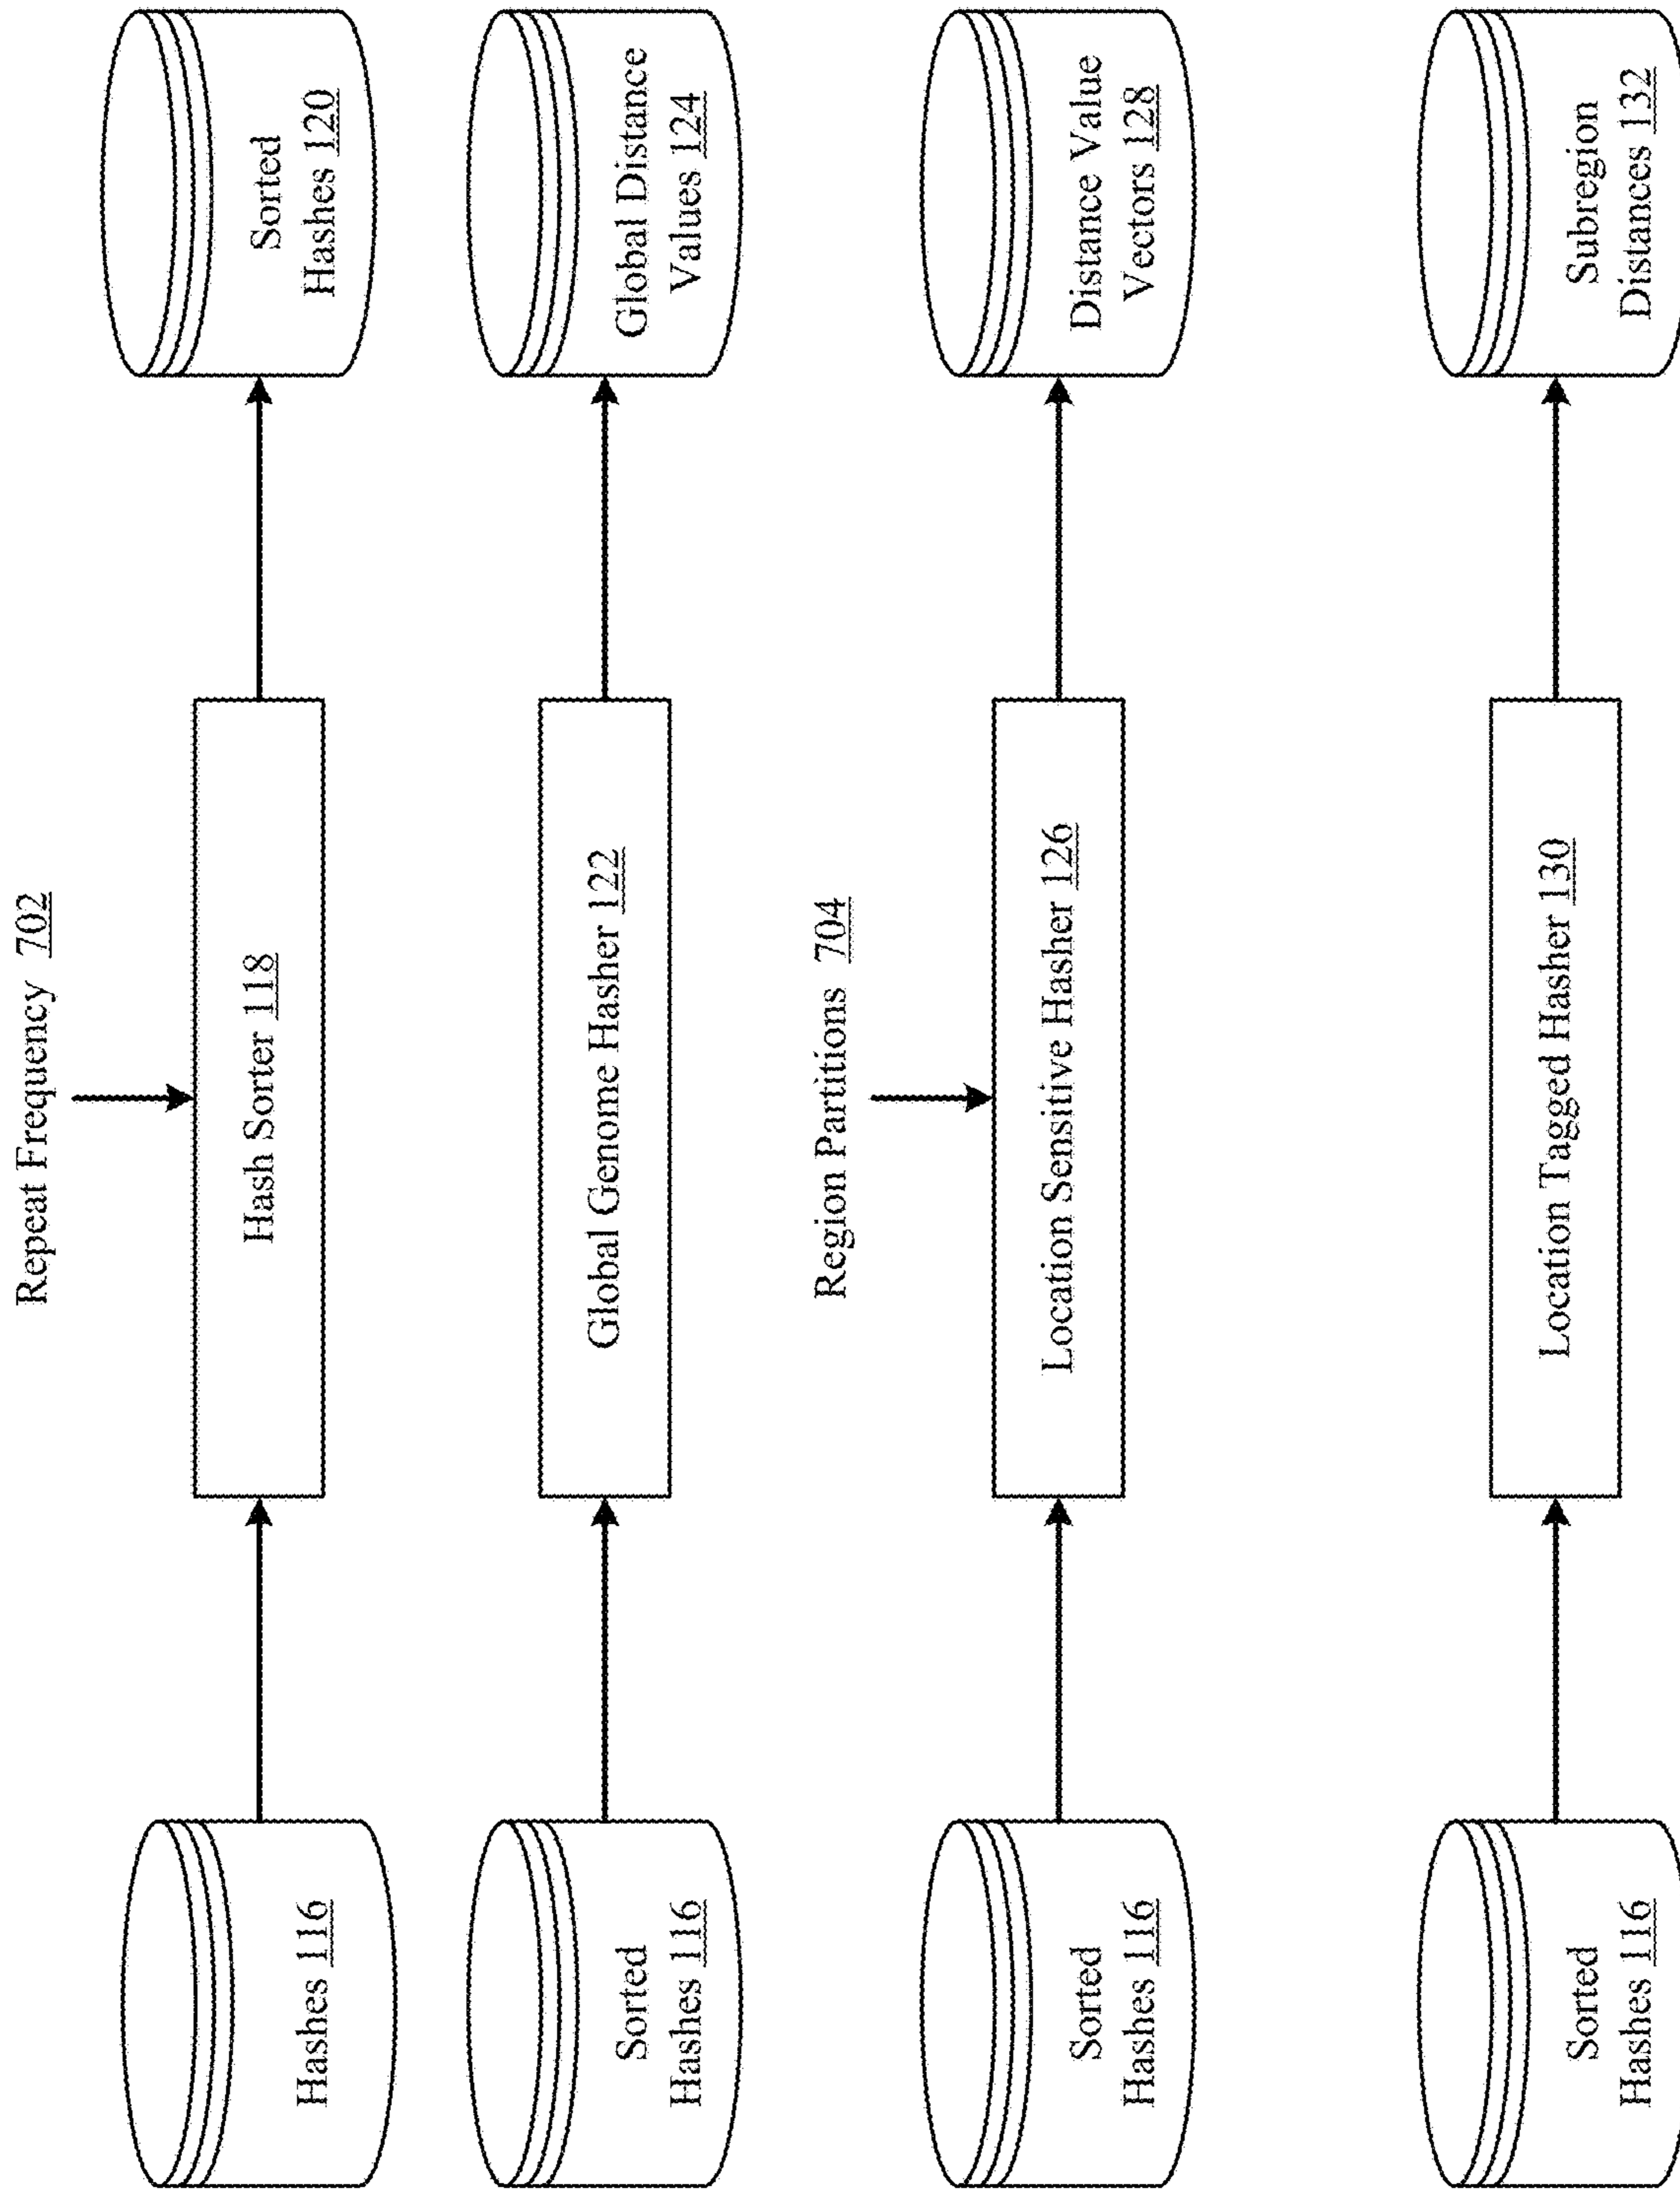 Repeat Frequency 702
Hashes 116
Hash Sorter 118
Sorted
Hashes 120
Sorted
Hashes 116
Global Genome Hasher 122
Global Distance
Values 124
Region Partitions 704
Sorted
Hashes 116
Location Sensitive Hasher 126
Distance Value
Vectors 128
Sorted
Hashes 116
Location Tagged Hasher 130
Subregion
Distances 132